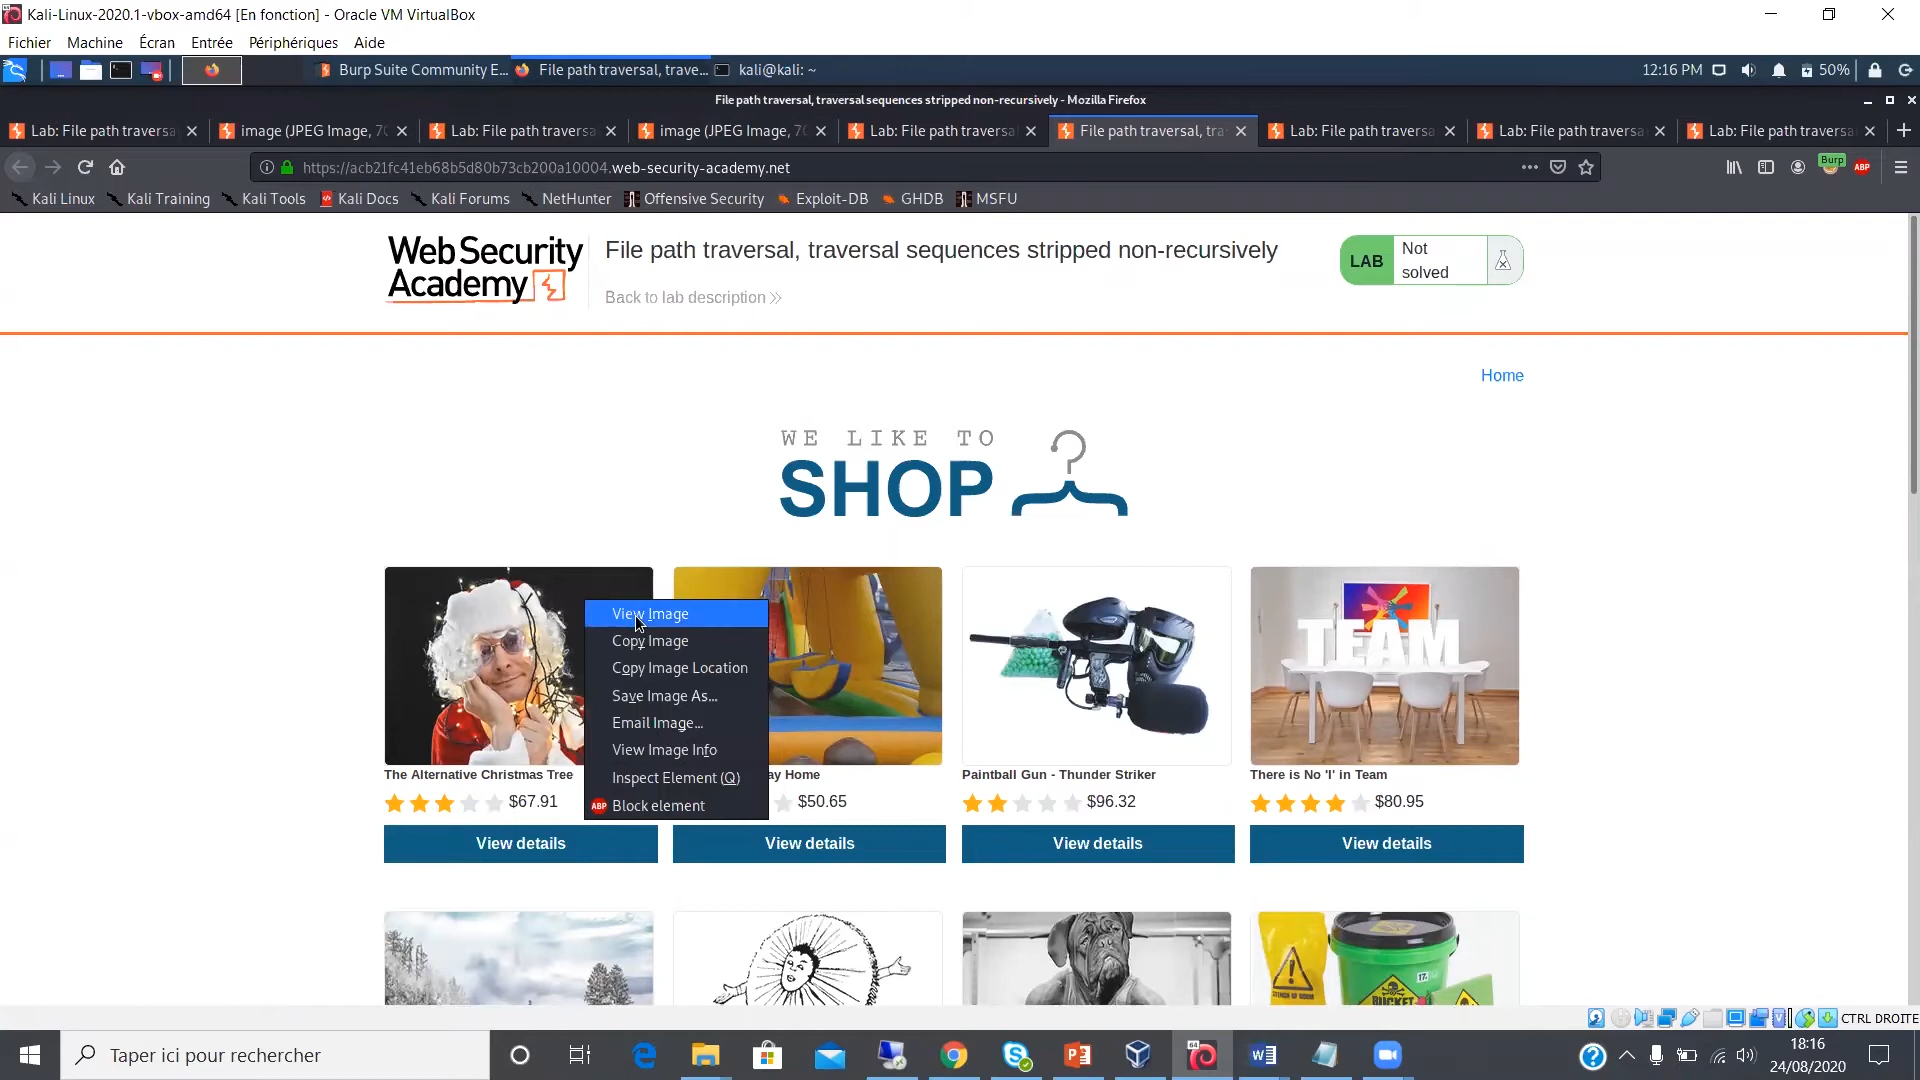 Kali-Linux-2020.1-vbox-amd64 [En fonction] - Oracle VM VirtualBox
Fichier Machine Écran Entrée Périphériques Aide
Burp Suite Community E... File path traversal, trave... kali@kali: ~ 12:16 PM 50%
File path traversal, traversal sequences stripped non-recursively - Mozilla Firefox
Lab: File path traversa image (JPEG Image, 70 Lab: File path traversa image (JPEG Image, 70 Lab: File path traversal File path traversal, tra Lab: File path traversa Lab: File path traversa Lab: File path traversa
https://acb21fc41eb68b5d80b73cb200a10004.web-security-academy.net Burp ABP
Kali Linux Kali Training Kali Tools Kali Docs Kali Forums NetHunter Offensive Security Exploit-DB GHDB MSFU
Web Security
Academy
File path traversal, traversal sequences stripped non-recursively
Back to lab description
LAB Not
solved
Home
WE LIKE TO
SHOP
TEAM
View Image
Copy Image
Copy Image Location
Save Image As...
Email Image...
View Image Info
Inspect Element (Q)
ABP Block element
The Alternative Christmas Tree ay Home Paintball Gun - Thunder Striker There is No 'I' in Team
$67.91 $50.65 $96.32 $80.95
View details View details View details View details
CTRL DROITE
Taper ici pour rechercher
18:16
24/08/2020